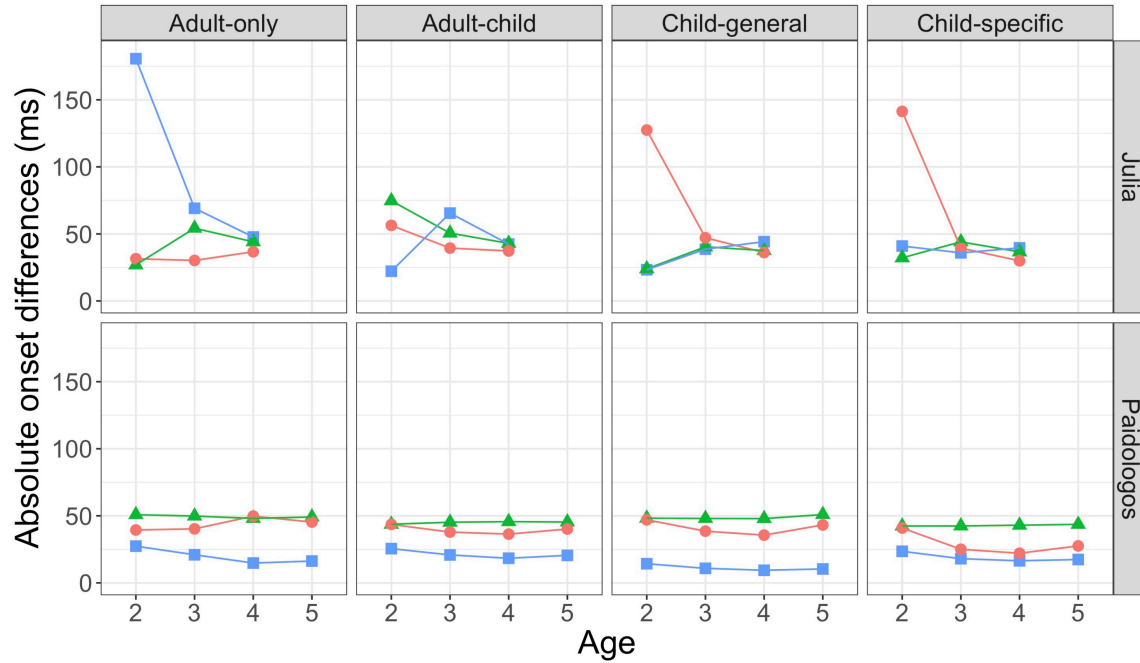 Adult-only Adult-child Child-general Child-specific
Absolute onset differences (ms)
150
100
50
0
Julia
150
100
50
0
Paidologos
2 3 4 5 2 3 4 5 2 3 4 5 2 3 4 5
Age